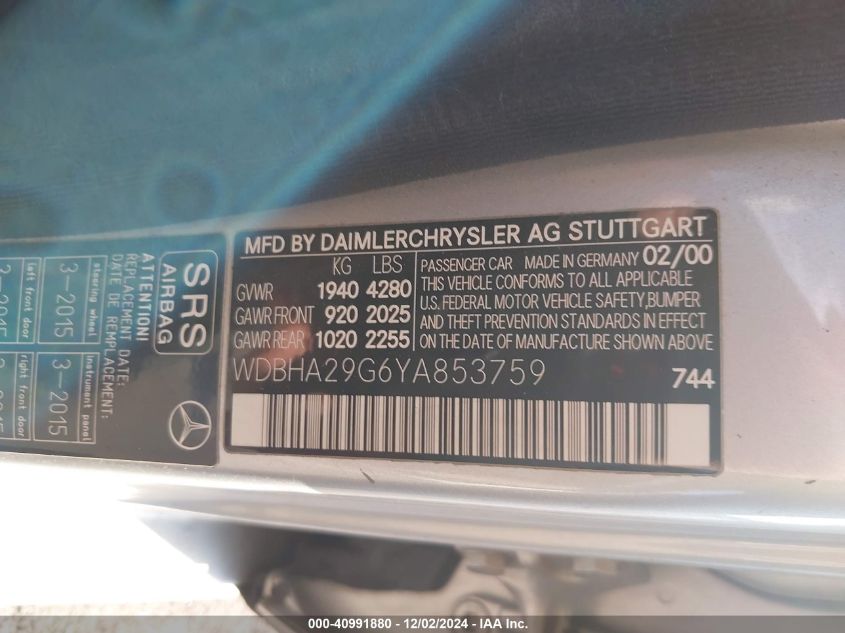 MFD BY DAIMLERCHRYSLER AG STUTTGART
KG LBS
GVWR 1940 4280
GAWR FRONT 920 2025
GAWR REAR 1020 2255
PASSENGER CAR MADE IN GERMANY 02/00
THIS VEHICLE CONFORMS TO ALL APPLICABLE
U.S. FEDERAL MOTOR VEHICLE SAFETY,BUMPER
AND THEFT PREVENTION STANDARDS IN EFFECT
ON THE DATE OF MANUFACTURE SHOWN ABOVE
WDBHA29G6YA853759
744
SRS
AIRBAG
ATTENTION!
REPLACEMENT DATE:
DATE DE REMPLACEMENT:
steering wheel
3-2015
left front door
3-2015
Instrument panel
3-2015
right front door
3-2015
000-40991880 - 12/02/2024 - IAA Inc.